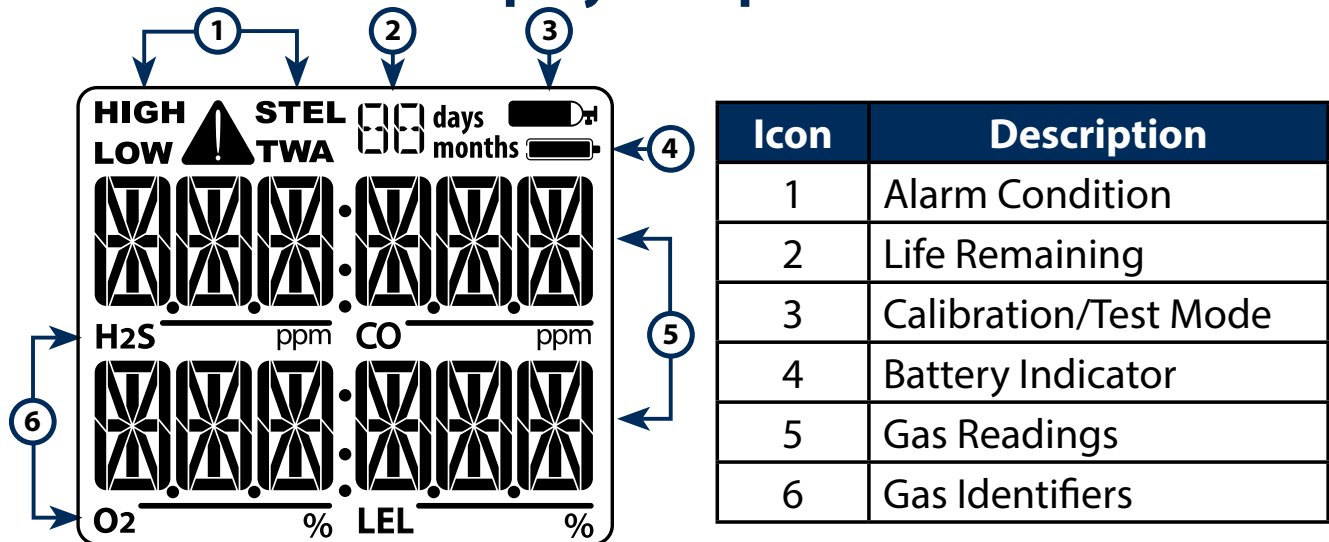 1 2 3
HIGH STEL 88 days
LOW TWA months 4
5
H2S ppm CO ppm
6
O2 % LEL %
Icon Description
1 Alarm Condition
2 Life Remaining
3 Calibration/Test Mode
4 Battery Indicator
5 Gas Readings
6 Gas Identifiers